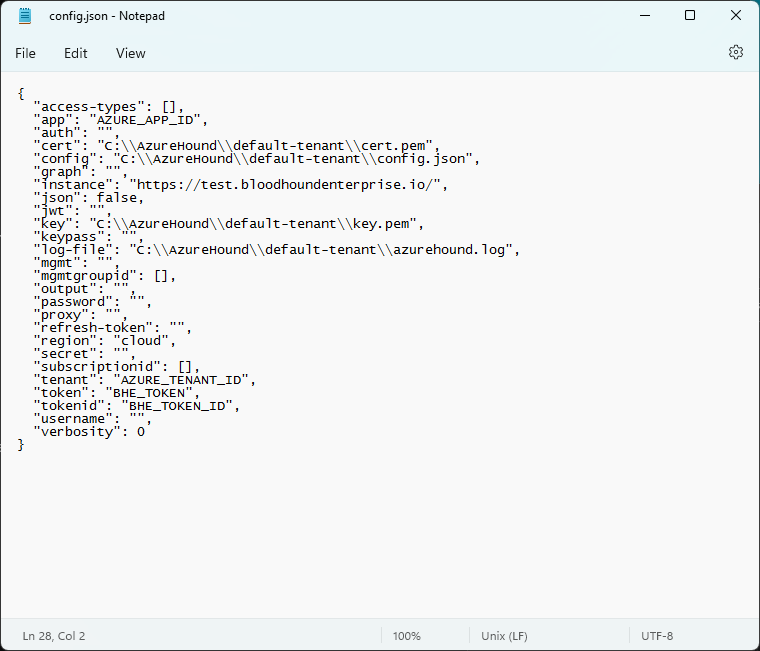 config.json - Notepad
File Edit View
{
  "access-types": [],
  "app": "AZURE_APP_ID",
  "auth": "",
  "cert": "C:\\AzureHound\\default-tenant\\cert.pem",
  "config": "C:\\AzureHound\\default-tenant\\config.json",
  "graph": "",
  "instance": "https://test.bloodhoundenterprise.io/",
  "json": false,
  "jwt": "",
  "key": "C:\\AzureHound\\default-tenant\\key.pem",
  "keypass": "",
  "log-file": "C:\\AzureHound\\default-tenant\\azurehound.log",
  "mgmt": "",
  "mgmtgroupid": [],
  "output": "",
  "password": "",
  "proxy": "",
  "refresh-token": "",
  "region": "cloud",
  "secret": "",
  "subscriptionid": [],
  "tenant": "AZURE_TENANT_ID",
  "token": "BHE_TOKEN",
  "tokenid": "BHE_TOKEN_ID",
  "username": "",
  "verbosity": 0
}
Ln 28, Col 2 100% Unix (LF) UTF-8